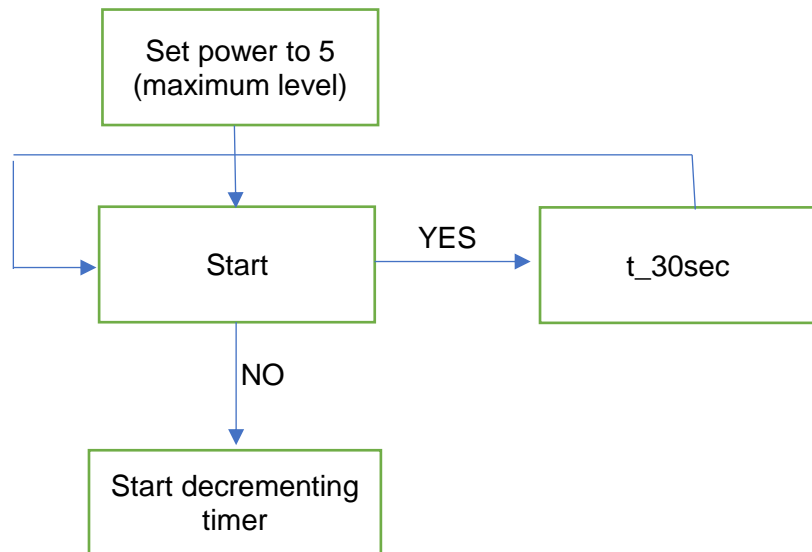 Set power to 5
(maximum level)
Start
YES
t_30sec
NO
Start decrementing
timer